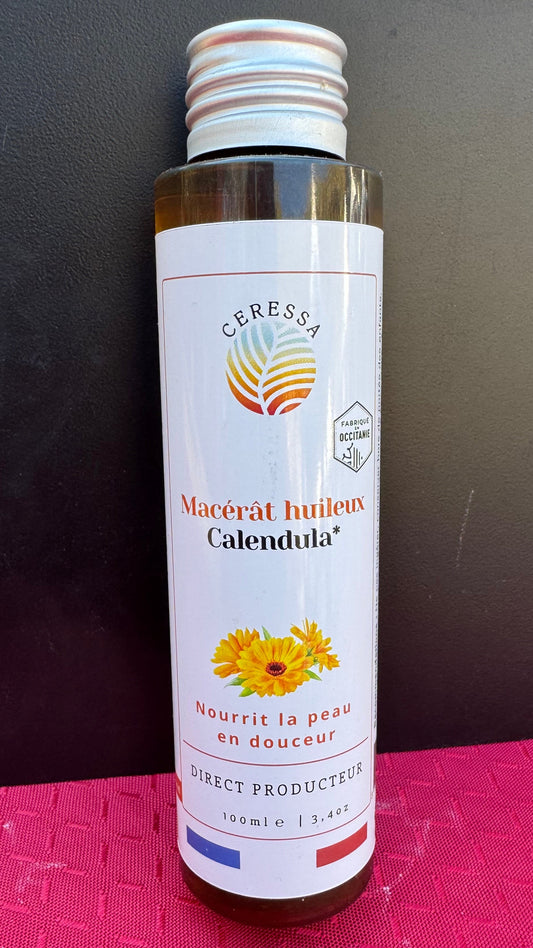 CERESSA
FABRIQUÉ
EN
OCCITANIE
Macérât huileux
Calendula*
Nourrit la peau
en douceur
DIRECT PRODUCTEUR
100ml e | 3,4oz